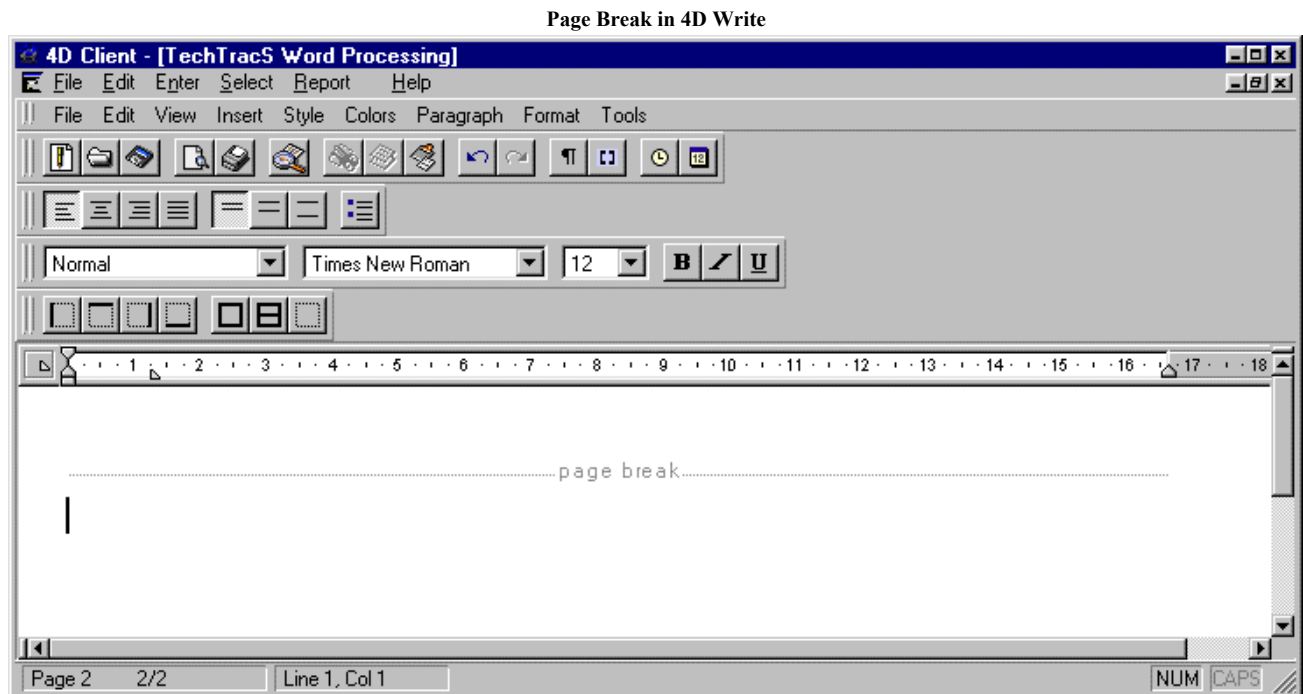 Page Break in 4D Write
4D Client - [TechTracS Word Processing]
File Edit Enter Select Report Help
File Edit View Insert Style Colors Paragraph Format Tools
12
Normal Times New Roman 12 B I U
1 2 3 4 5 6 7 8 9 10 11 12 13 14 15 16 17 18
page break
Page 2 2/2 Line 1, Col 1 NUM CAPS